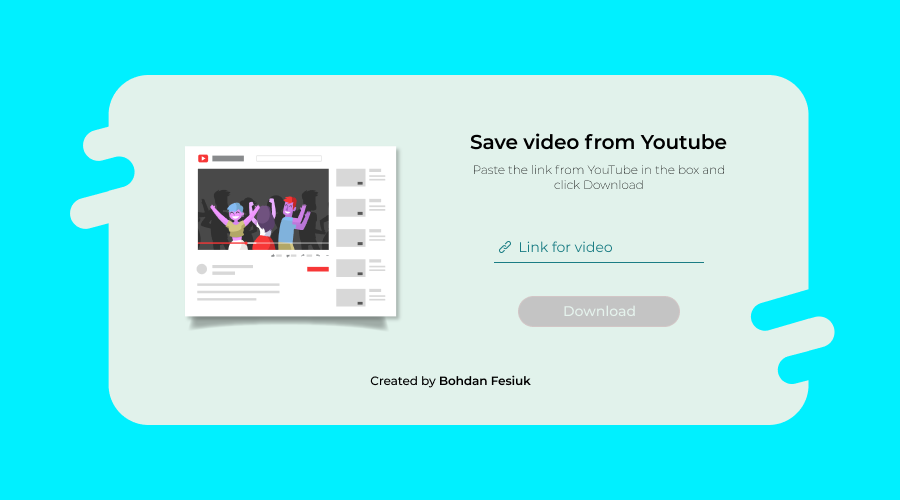 Save video from Youtube
Paste the link from YouTube in the box and
click Download
Link for video
Download
Created by Bohdan Fesiuk